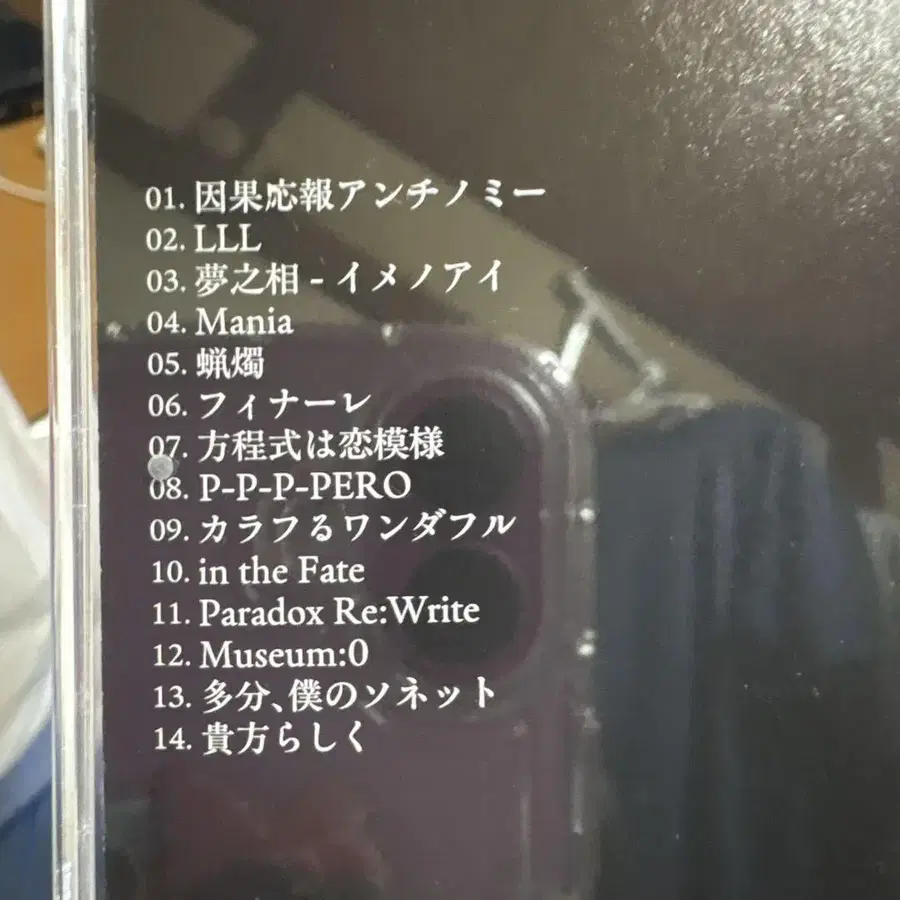 01. 因果応報アンチノミー
02. LLL
03. 夢之相 - イメノアイ
04. Mania
05. 蝋燭
06. フィナーレ
07. 方程式は恋模様
08. P-P-P-PERO
09. カラフるワンダフル
10. in the Fate
11. Paradox Re:Write
12. Museum:0
13. 多分、僕のソネット
14. 貴方らしく